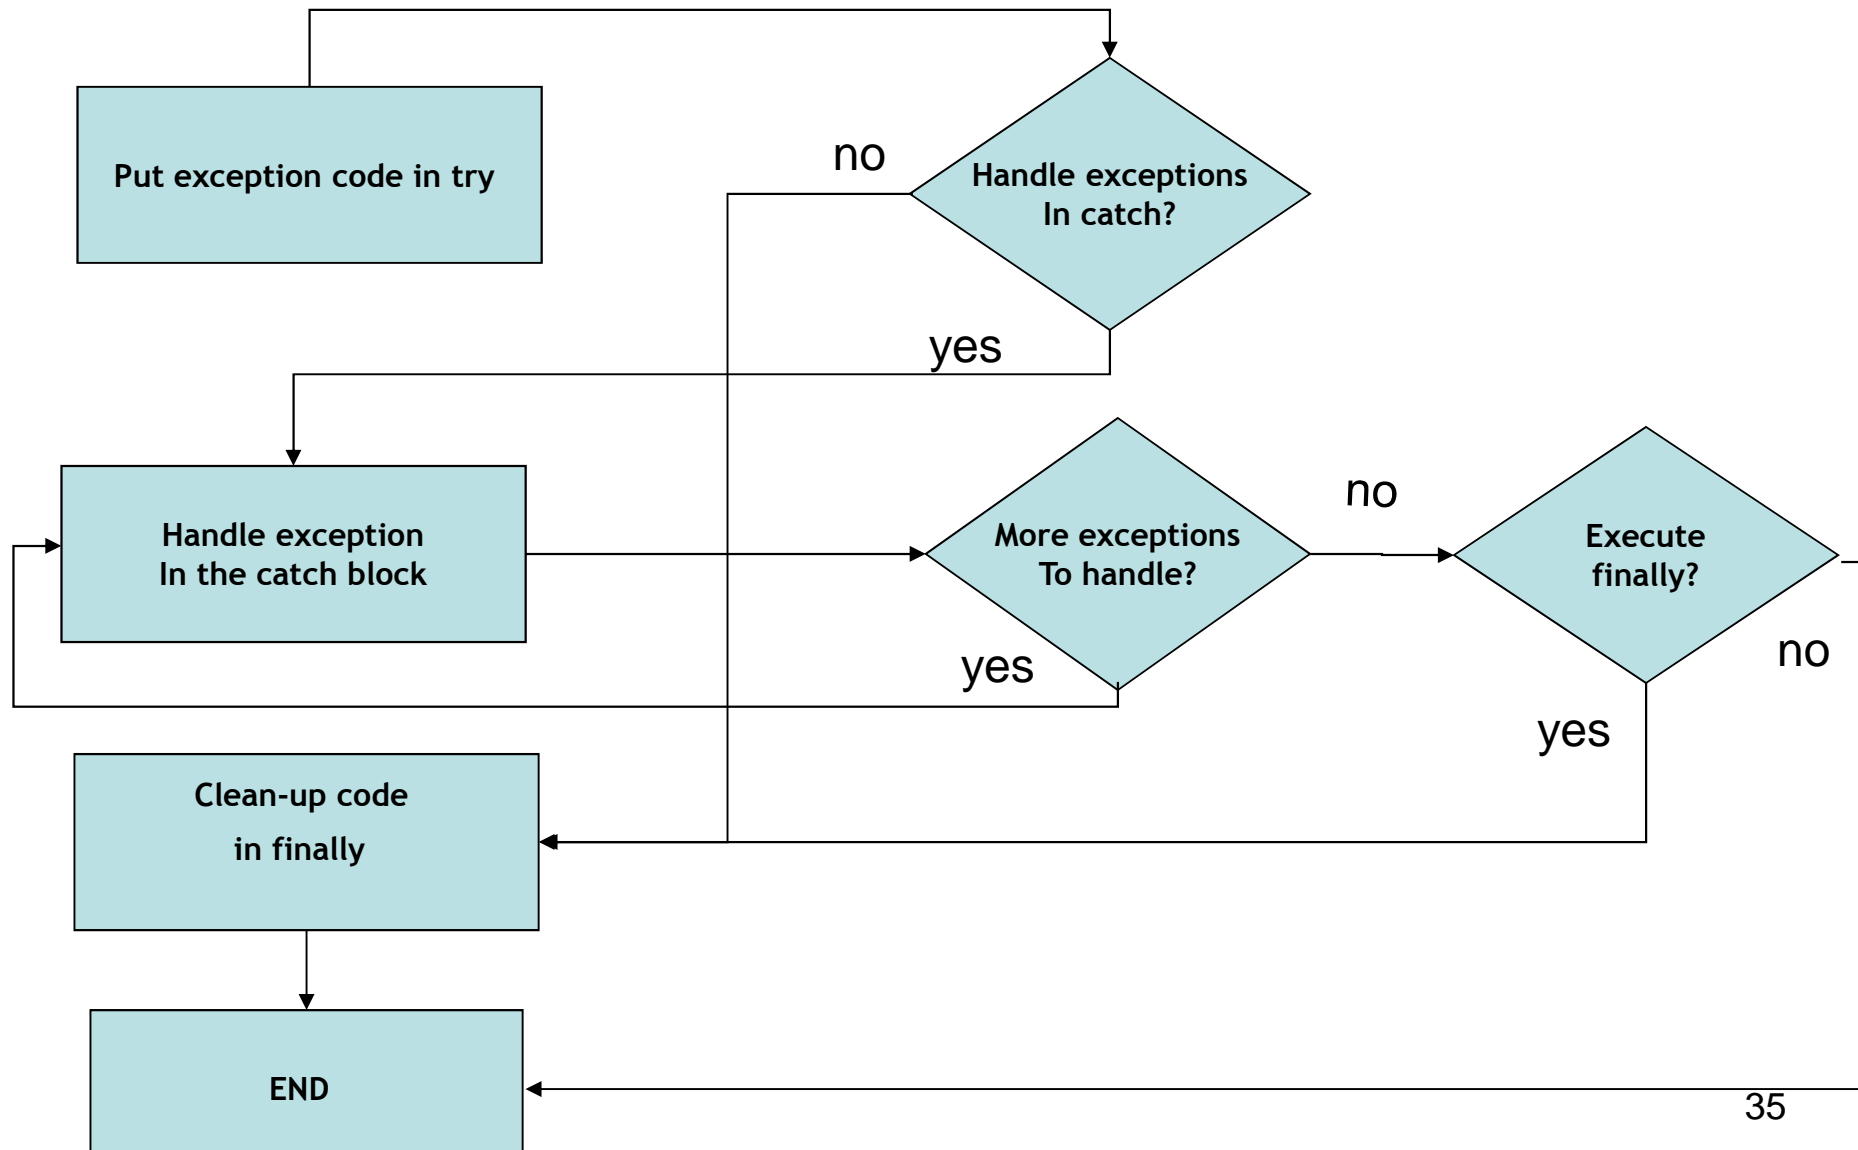 Put exception code in try
no
Handle exceptions
In catch?
yes
Handle exception
In the catch block
More exceptions
To handle?
no
Execute
finally?
no
yes
yes
Clean-up code
in finally
END
35